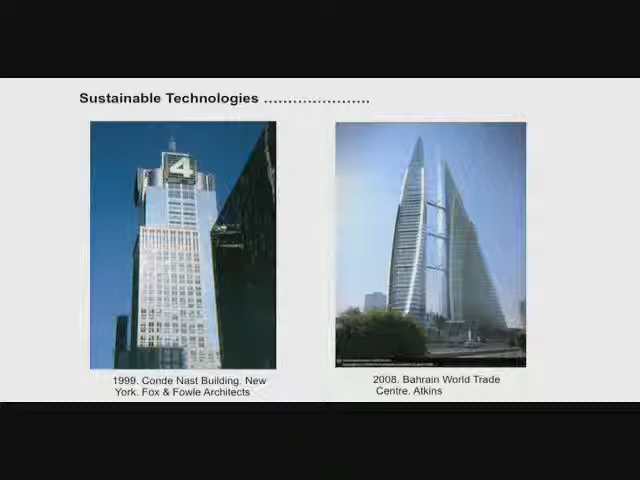 Sustainable Technologies ......................
4
1999. Conde Nast Building. New
York. Fox & Fowle Architects
2008. Bahrain World Trade
Centre. Atkins